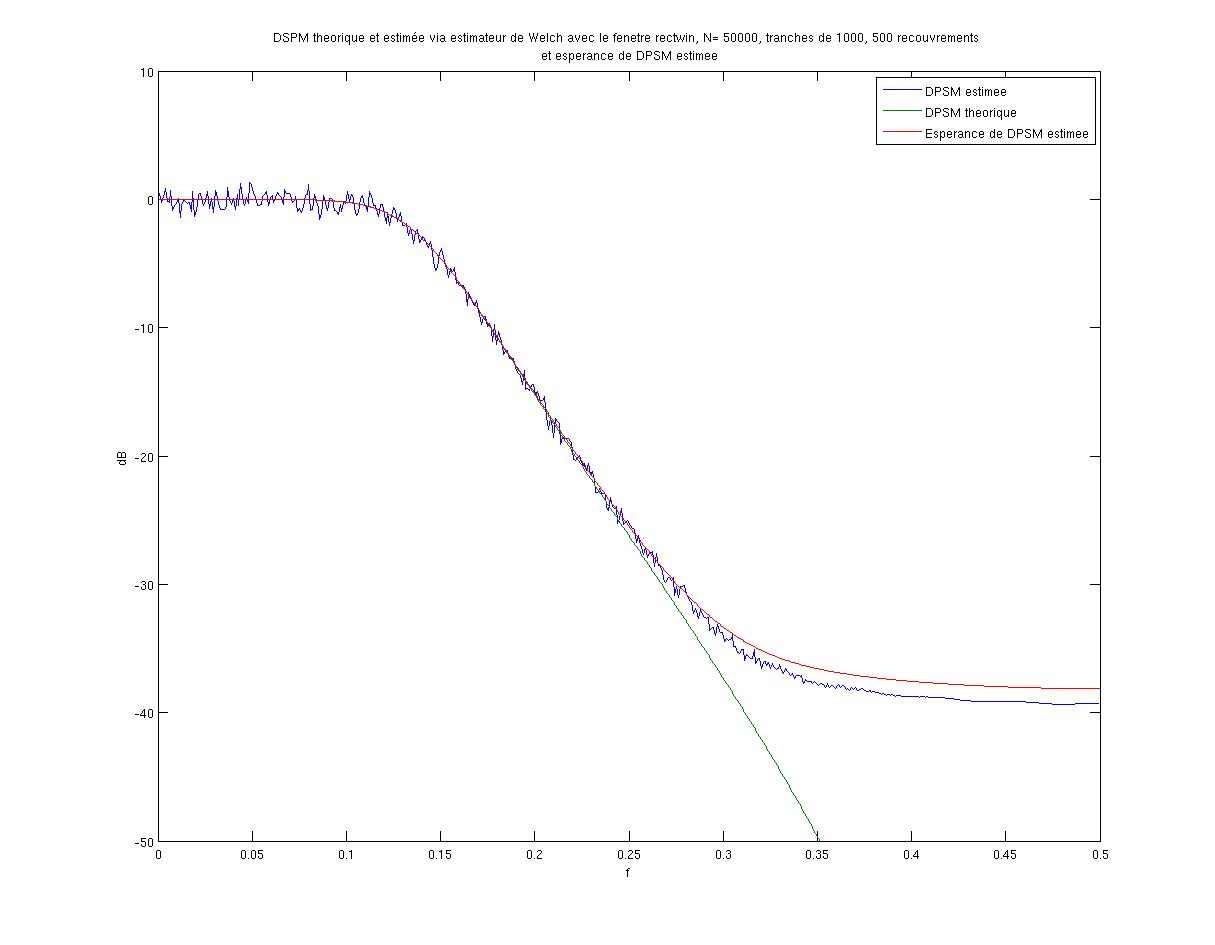 DSPM theorique et estimée via estimateur de Welch avec le fenetre rectwin, N= 50000, tranches de 1000, 500 recouvrements
et esperance de DPSM estimee
DPSM estimee
DPSM theorique
Esperance de DPSM estimee
10
0
-10
-20
-30
-40
-50
dB
0
0.05
0.1
0.15
0.2
0.25
0.3
0.35
0.4
0.45
0.5
f